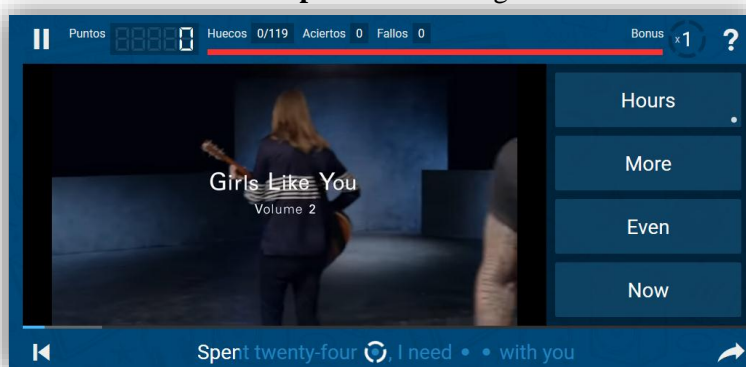 Puntos 0 Huecos 0/119 Aciertos 0 Fallos 0 Bonus x1 ?
Girls Like You
Volume 2
Hours
More
Even
Now
Spent twenty-four , I need • • with you